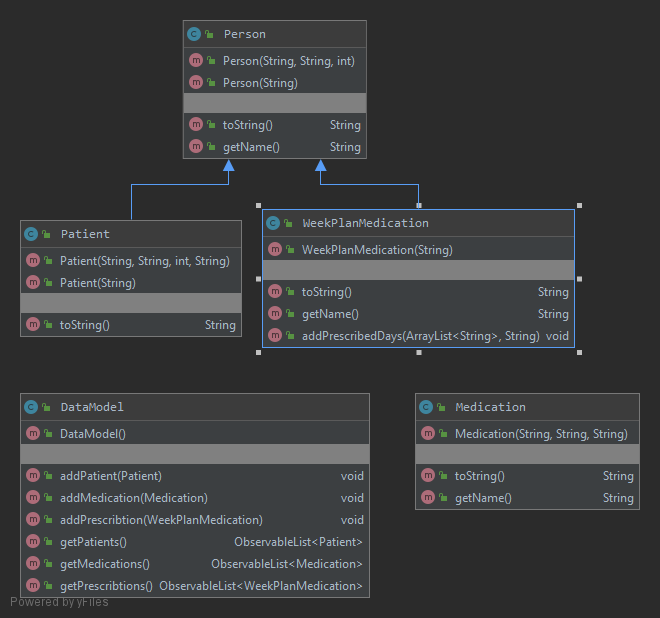 Person
Person(String, String, int)
Person(String)
toString() String
getName() String
Patient
Patient(String, String, int, String)
Patient(String)
toString() String
WeekPlanMedication
WeekPlanMedication(String)
toString() String
getName() String
addPrescribedDays(ArrayList<String>, String) void
DataModel
DataModel()
addPatient(Patient) void
addMedication(Medication) void
addPrescribtion(WeekPlanMedication) void
getPatients() ObservableList<Patient>
getMedications() ObservableList<Medication>
getPrescribtions() ObservableList<WeekPlanMedication>
Medication
Medication(String, String, String)
toString() String
getName() String
Powered by yFiles